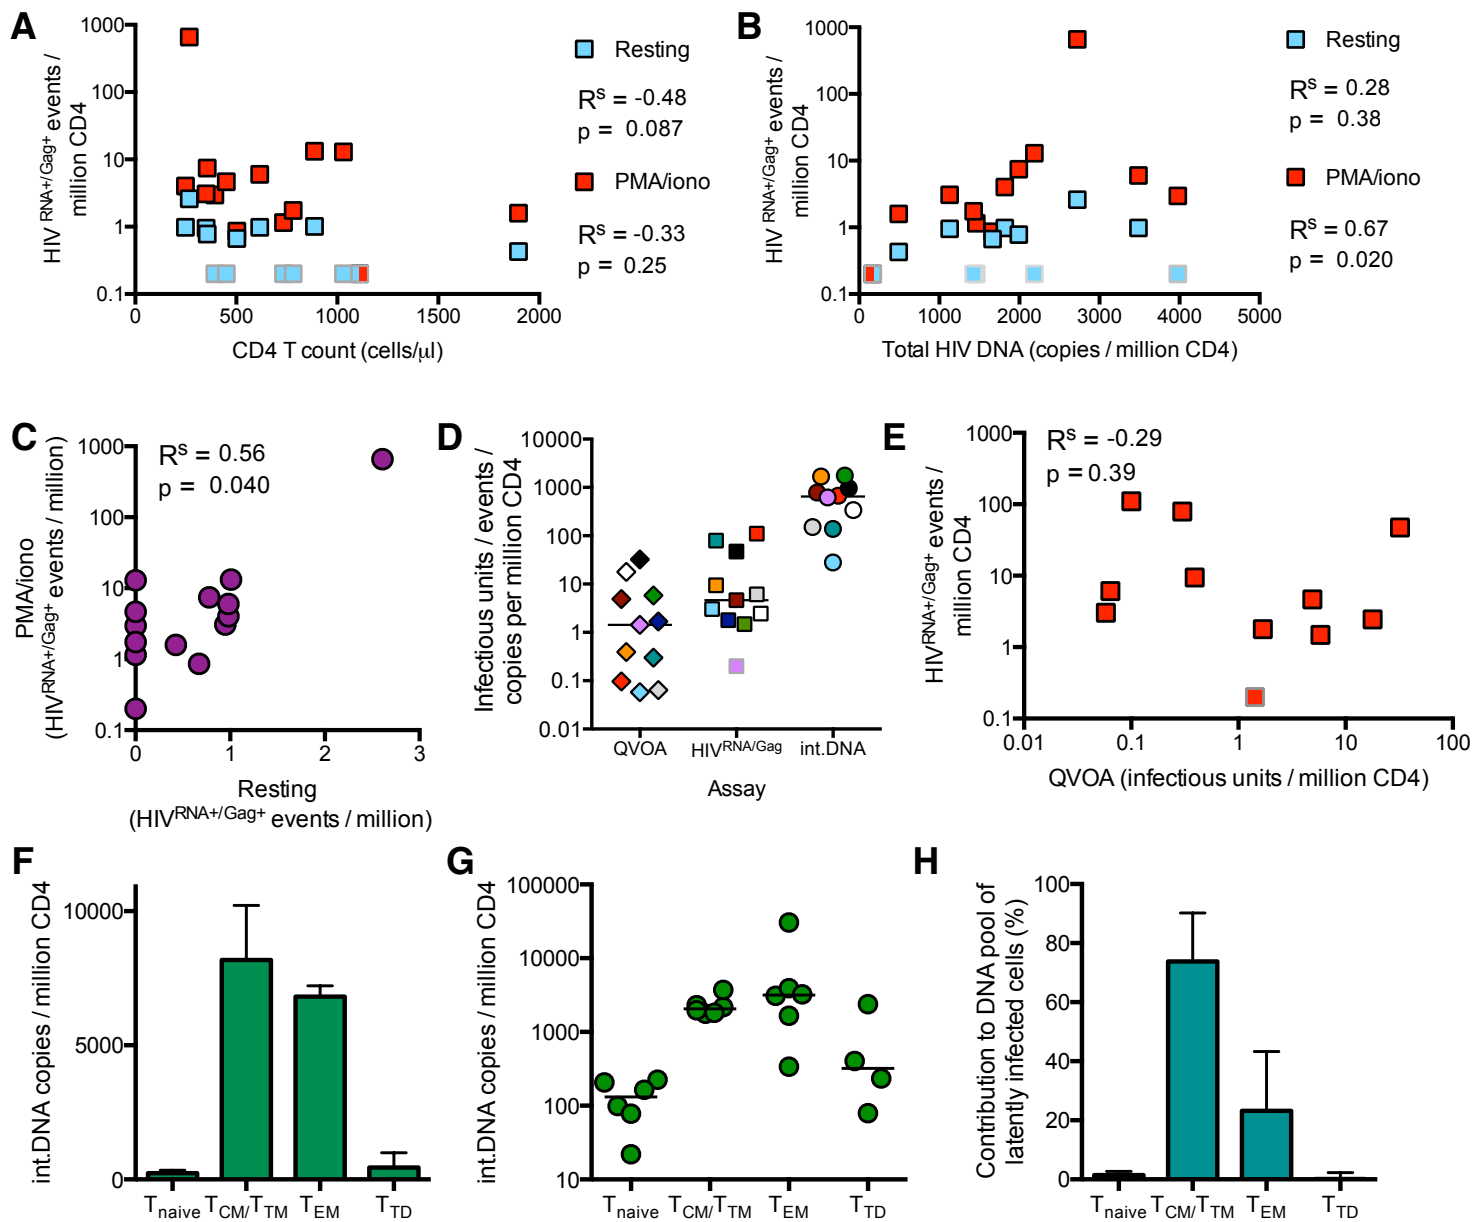 A
HIV RNA+/Gag+ events /
million CD4
1000
100
10
1
0.1
0 500 1000 1500 2000
CD4 T count (cells/μl)
Resting
Rs = -0.48
p = 0.087
PMA/iono
Rs = -0.33
p = 0.25
B
HIV RNA+/Gag+ events /
million CD4
1000
100
10
1
0.1
0 1000 2000 3000 4000 5000
Total HIV DNA (copies / million CD4)
Resting
Rs = 0.28
p = 0.38
PMA/iono
Rs = 0.67
p = 0.020
C
PMA/iono
(HIVRNA+/Gag+ events / million)
1000
100
10
1
0.1
Rs = 0.56
p = 0.040
0 1 2 3
Resting
(HIVRNA+/Gag+ events / million)
D
Infectious units / events /
copies per million CD4
10000
1000
100
10
1
0.1
0.01
QVOA HIVRNA/Gag int.DNA
Assay
E
HIVRNA+/Gag+ events /
million CD4
1000
100
10
1
0.1
Rs = -0.29
p = 0.39
0.01 0.1 1 10 100
QVOA (infectious units / million CD4)
F
int.DNA copies / million CD4
10000
5000
0
Tnaive TCM/TTM TEM TTD
G
int.DNA copies / million CD4
100000
10000
1000
100
10
Tnaive TCM/TTM TEM TTD
H
Contribution to DNA pool of
latently infected cells (%)
100
80
60
40
20
0
Tnaive TCM/TTM TEM TTD